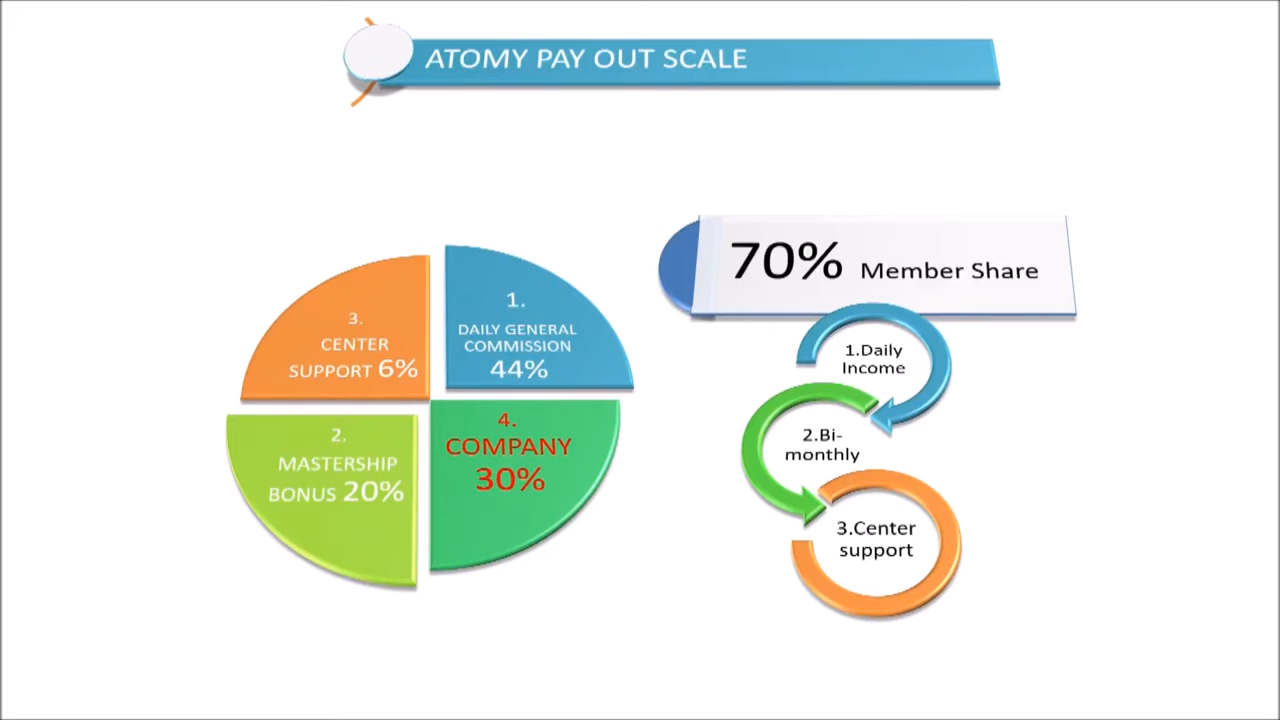 ATOMY PAY OUT SCALE
70% Member Share
3.
CENTER
SUPPORT 6%
1.
DAILY GENERAL
COMMISSION
44%
2.
MASTERSHIP
BONUS 20%
4.
COMPANY
30%
1.Daily
Income
2.Bi-
monthly
3.Center
support